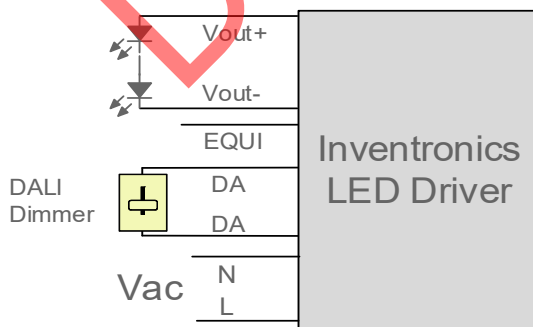 Vout+
Vout-
EQUI
DA
DA
N
L
DALI
Dimmer
Vac
Inventronics
LED Driver